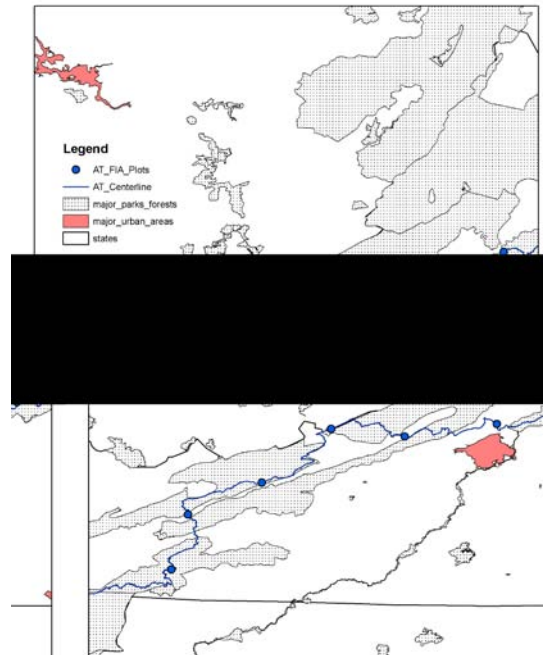 Legend
AT_FIA_Plots
AT_Centerline
major_parks_forests
major_urban_areas
states